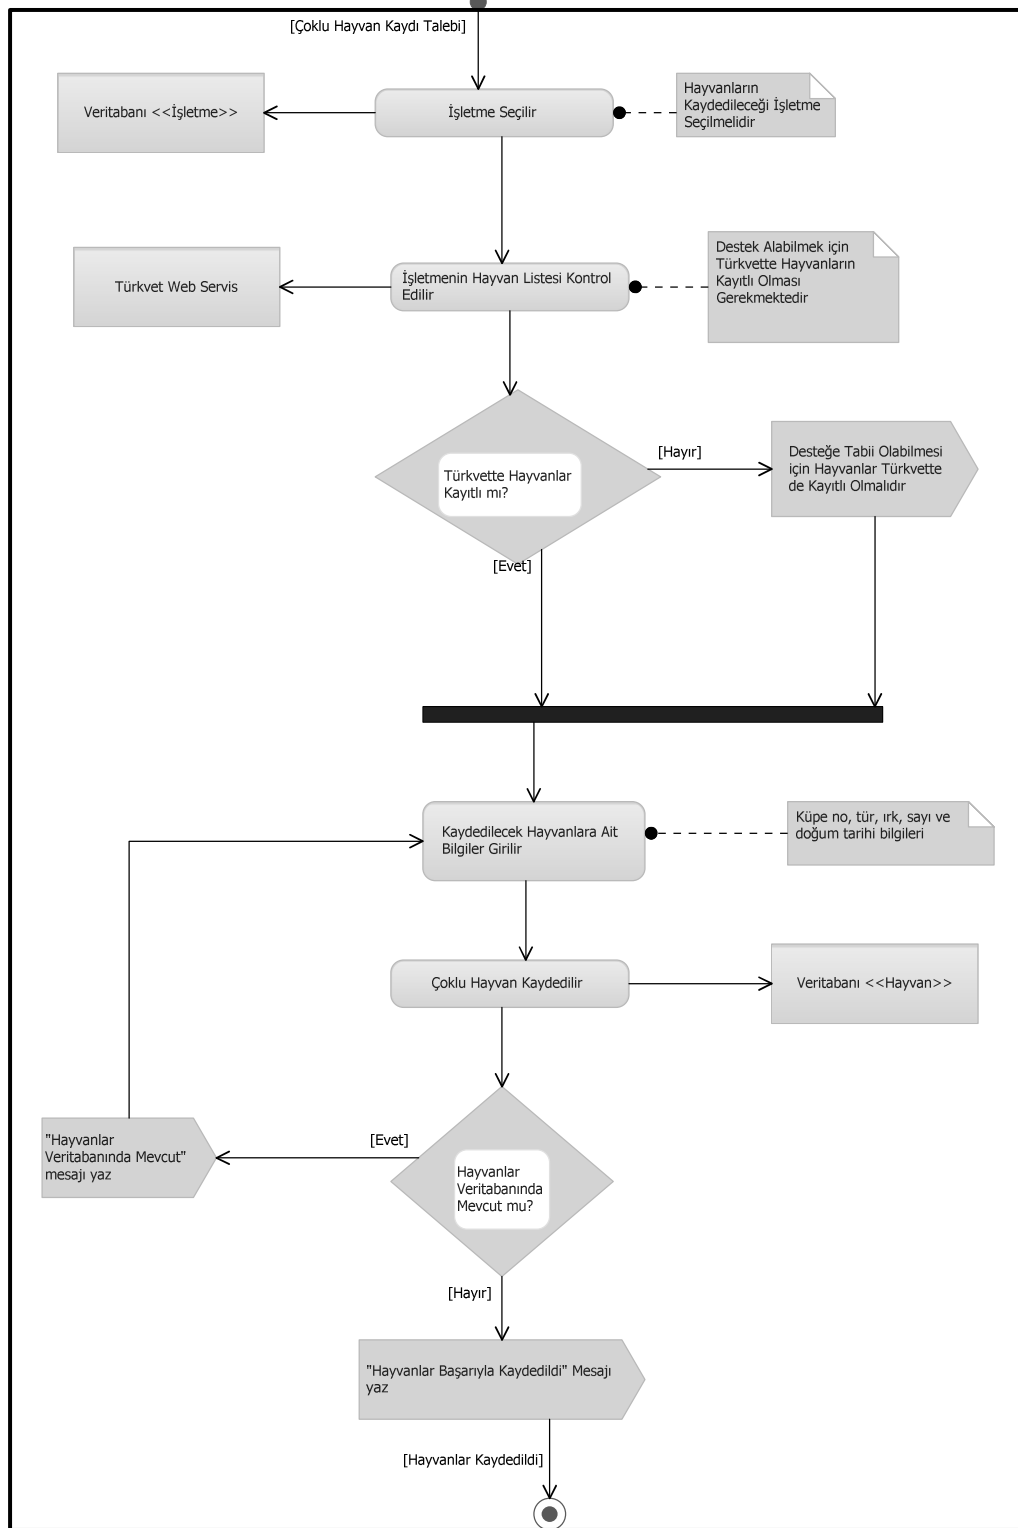 [Çoklu Hayvan Kaydı Talebi]
Veritabanı <<İşletme>>
İşletme Seçilir
Hayvanların
Kaydedileceği İşletme
Seçilmelidir
Türkvet Web Servis
İşletmenin Hayvan Listesi Kontrol
Edilir
Destek Alabilmek için
Türkvette Hayvanların
Kayıtlı Olması
Gerekmektedir
Türkvette Hayvanlar
Kayıtlı mı?
[Hayır]
Desteğe Tabii Olabilmesi
için Hayvanlar Türkvette
de Kayıtlı Olmalıdır
[Evet]
Kaydedilecek Hayvanlara Ait
Bilgiler Girilir
Küpe no, tür, ırk, sayı ve
doğum tarihi bilgileri
Çoklu Hayvan Kaydedilir
Veritabanı <<Hayvan>>
"Hayvanlar
Veritabanında Mevcut"
mesajı yaz
[Evet]
Hayvanlar
Veritabanında
Mevcut mu?
[Hayır]
"Hayvanlar Başarıyla Kaydedildi" Mesajı
yaz
[Hayvanlar Kaydedildi]